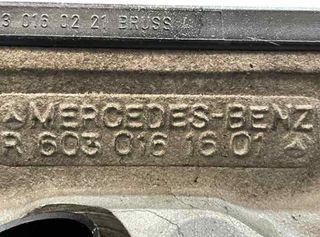 3 016 02 21 BRUSS
MERCEDES-BENZ
R 603 016 16 01